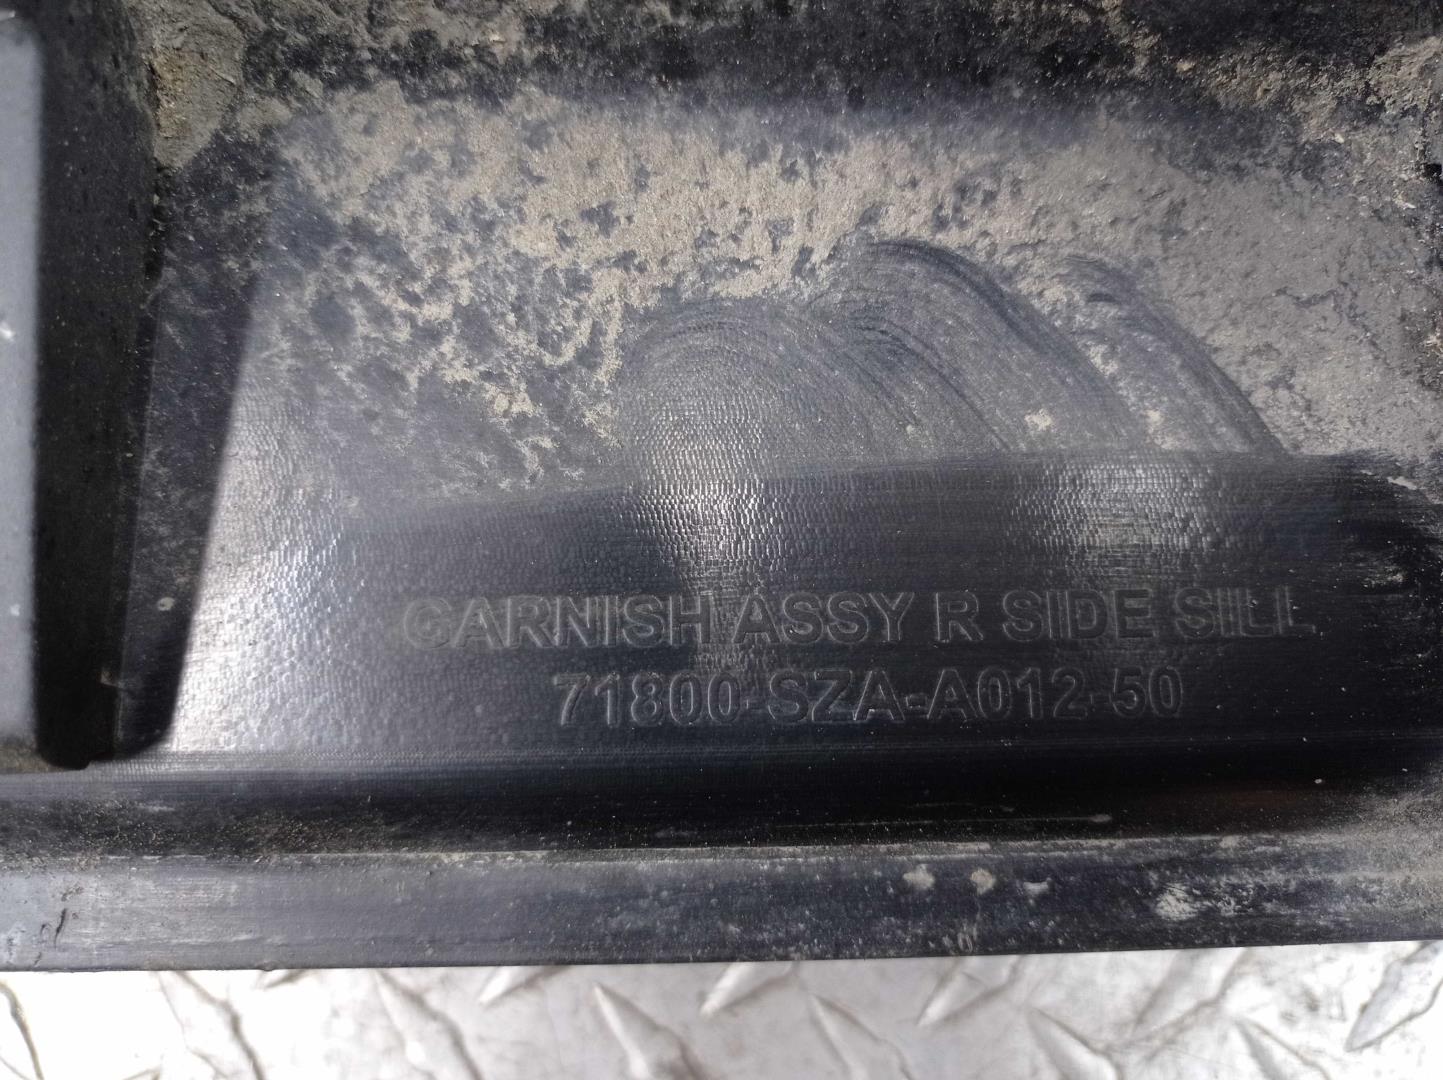 GARNISH ASSY R SIDE SILL
71800-SZA-A012-50